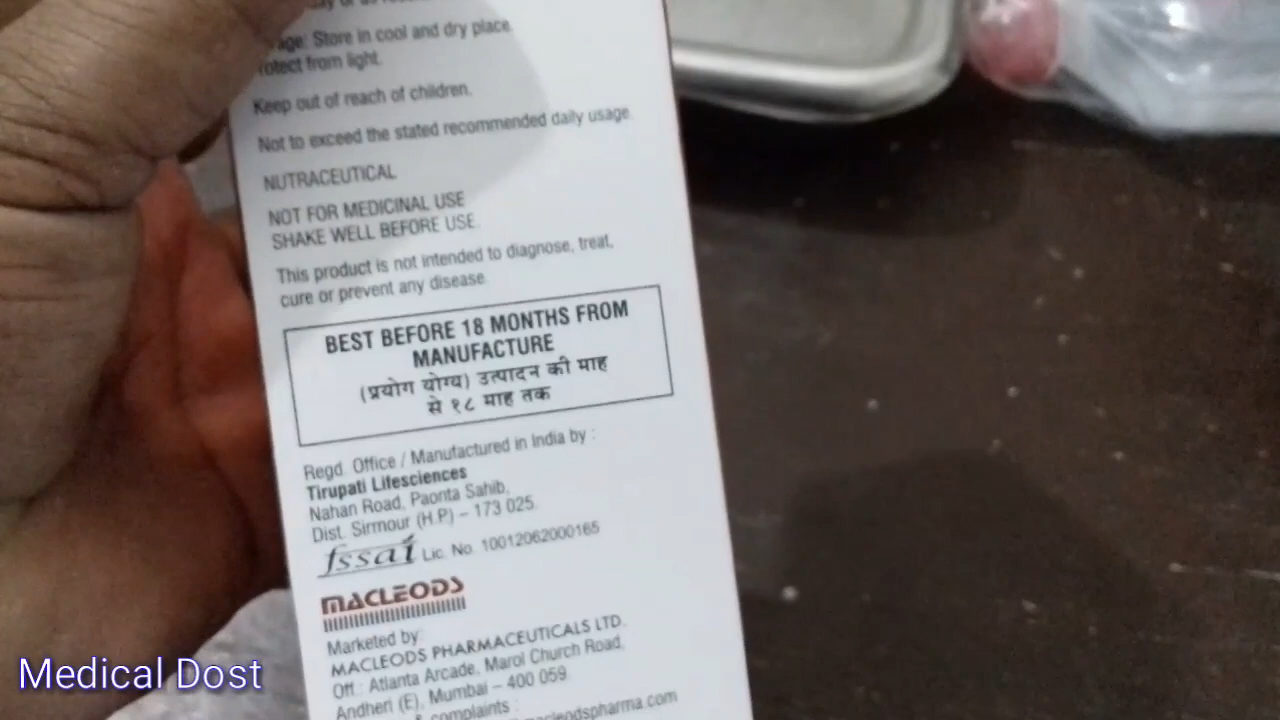 Store in cool and dry place.
from light.
Keep out of reach of children.
Not to exceed the stated recommended daily usage.
NUTRACEUTICAL
NOT FOR MEDICINAL USE
SHAKE WELL BEFORE USE.
This product is not intended to diagnose, treat,
cure or prevent any disease.
BEST BEFORE 18 MONTHS FROM
MANUFACTURE
(प्रयोग योग्य) उत्पादन की माह
से १८ माह तक
Regd. Office / Manufactured in India by :
Tirupati Lifesciences
Nahan Road, Paonta Sahib,
Dist. Sirmour (H.P.) – 173 025.
fssai Lic. No. 10012062000165
MACLEODS
Marketed by:
MACLEODS PHARMACEUTICALS LTD.
Off.: Atlanta Arcade, Marol Church Road,
Andheri (E), Mumbai – 400 059.
& complaints :
macleodspharma.com
Medical Dost